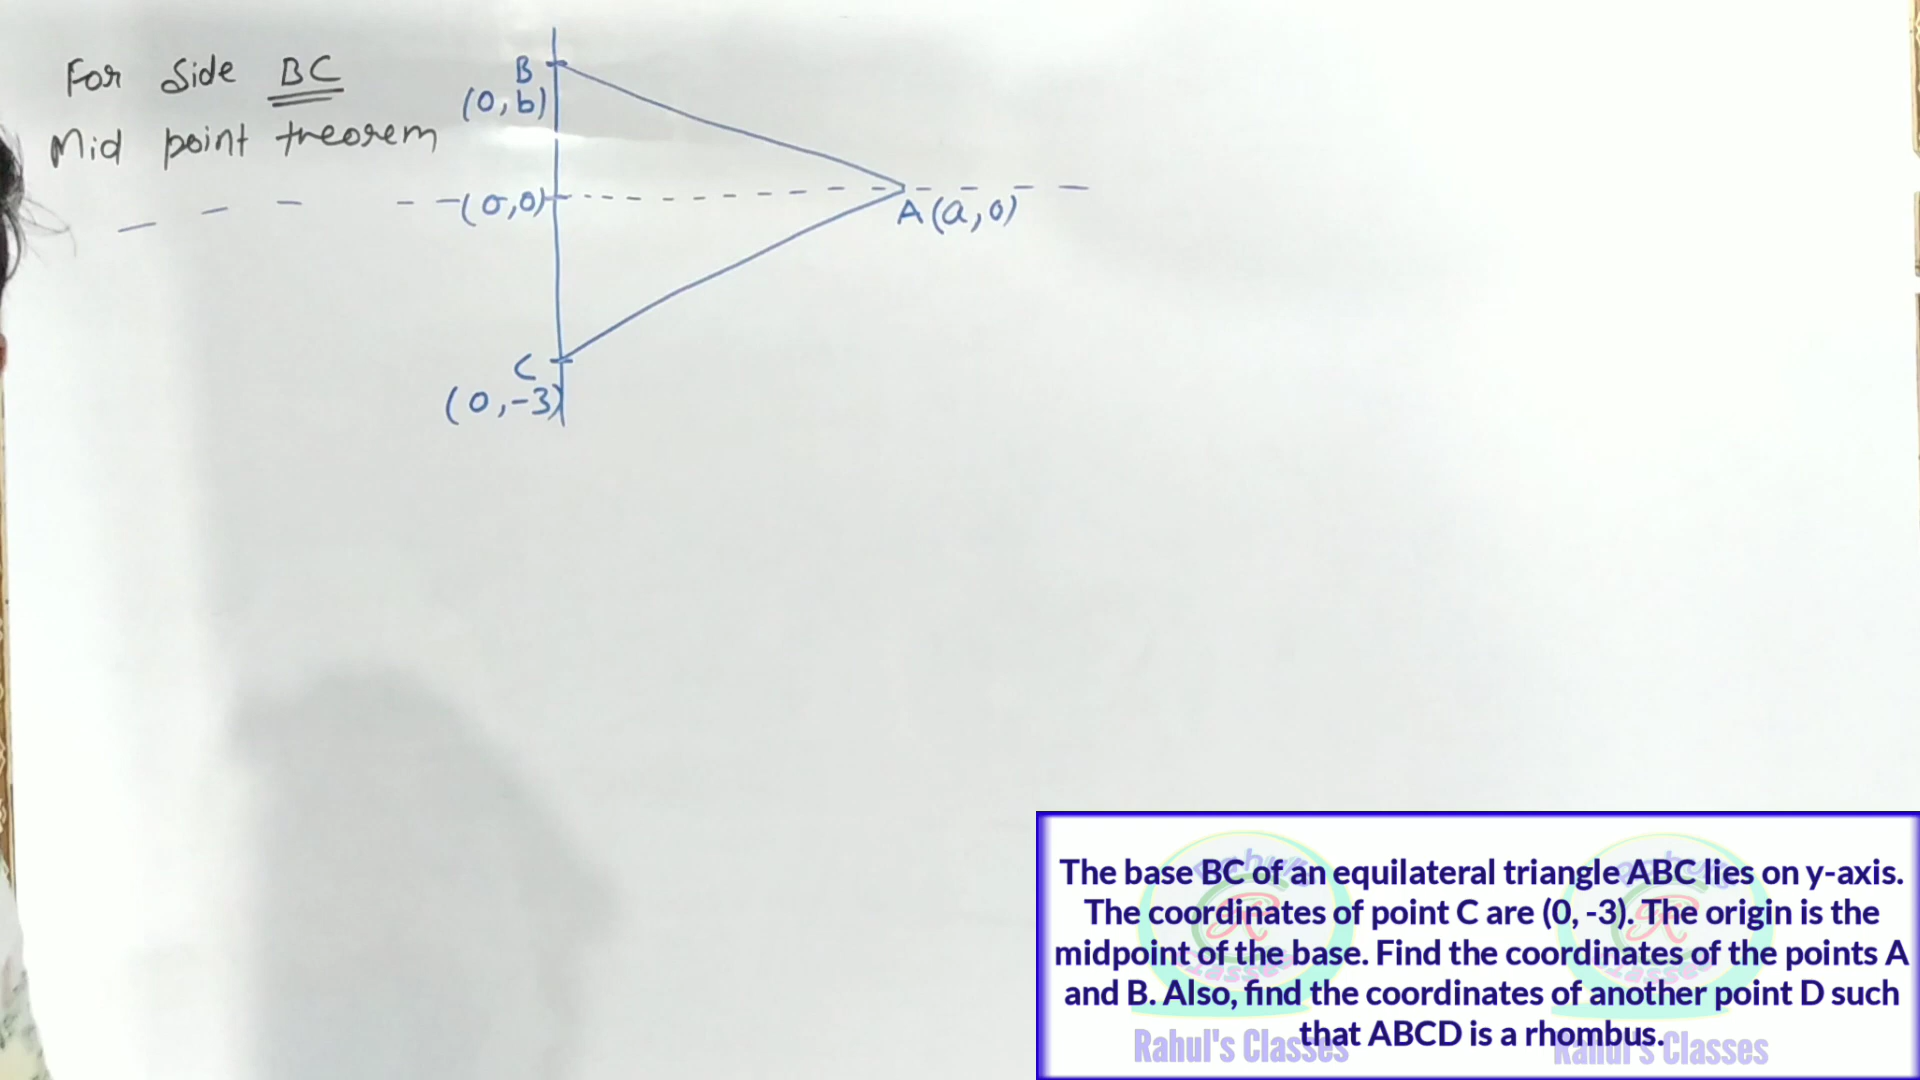 For Side BC
Mid point treorem
B
(0, b)
(0,0)
A(a, 0)
C
(0,-3)
The base BC of an equilateral triangle ABC lies on y-axis.
The coordinates of point C are (0, -3). The origin is the
midpoint of the base. Find the coordinates of the points A
and B. Also, find the coordinates of another point D such
that ABCD is a rhombus.
Rahul's Classes
Rahul's Classes